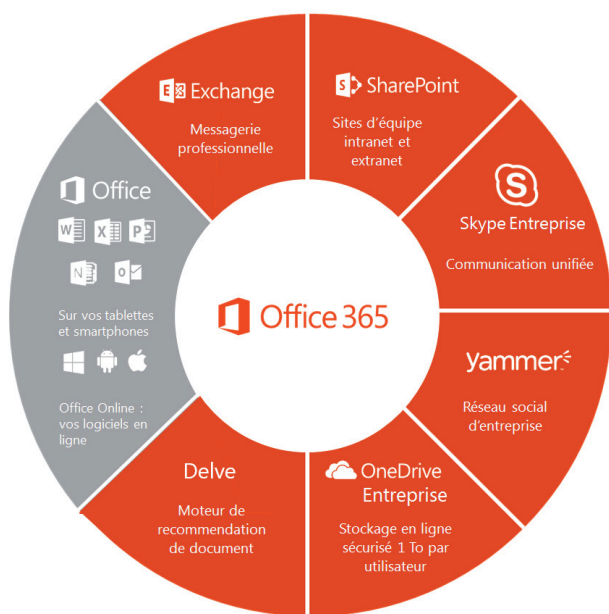 Exchange
Messagerie
professionnelle
SharePoint
Sites d'équipe
intranet et
extranet
Skype Entreprise
Communication unifiée
yammer
Réseau social
d'entreprise
OneDrive
Entreprise
Stockage en ligne
sécurisé 1 To par
utilisateur
Delve
Moteur de
recommendation
de document
Office
Sur vos tablettes
et smartphones
Office Online :
vos logiciels en
ligne
Office 365